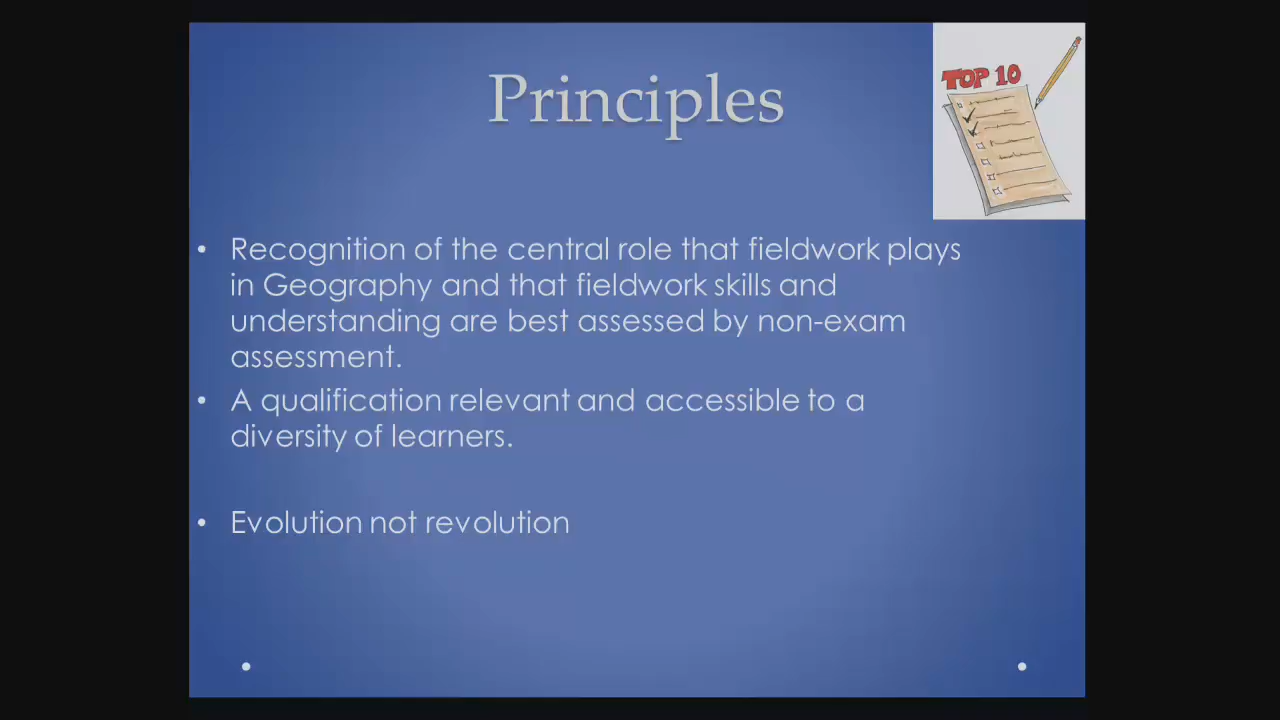 Principles
TOP 10
• Recognition of the central role that fieldwork plays
in Geography and that fieldwork skills and
understanding are best assessed by non-exam
assessment.
• A qualification relevant and accessible to a
diversity of learners.
• Evolution not revolution